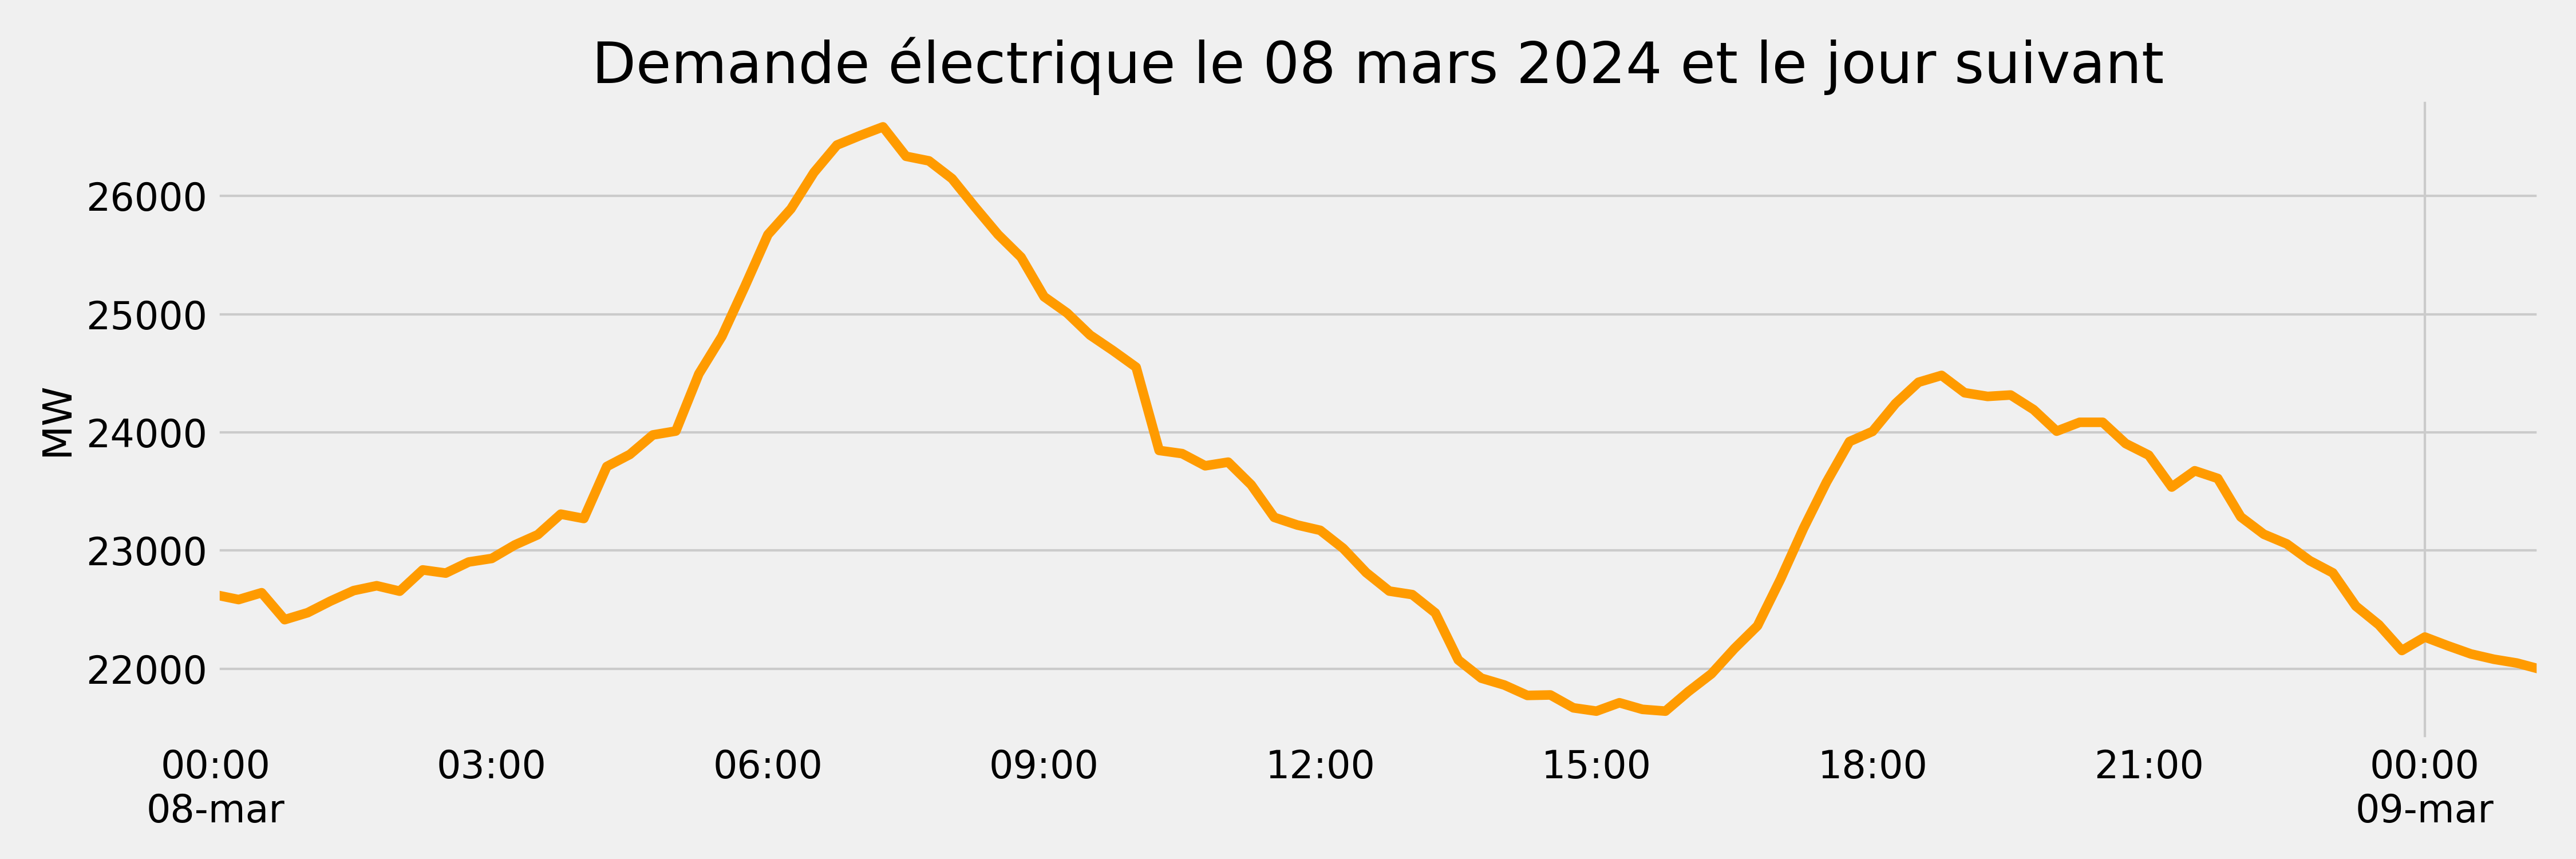 Demande électrique le 08 mars 2024 et le jour suivant
MW
26000
25000
24000
23000
22000
00:00 03:00 06:00 09:00 12:00 15:00 18:00 21:00 00:00
08-mar 09-mar